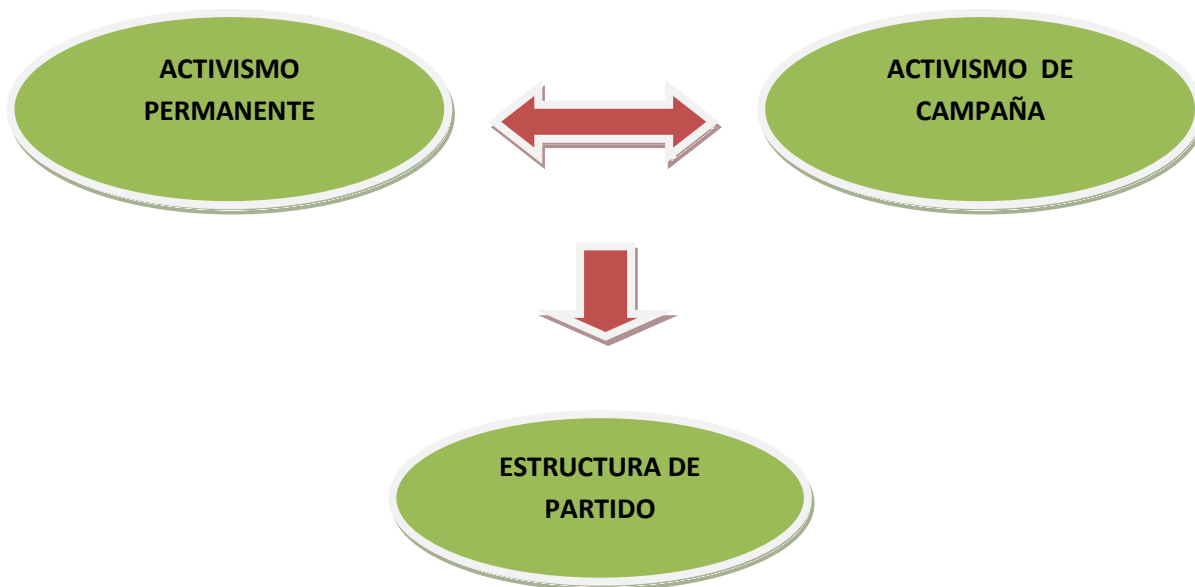 ACTIVISMO
PERMANENTE
ACTIVISMO DE
CAMPAÑA
ESTRUCTURA DE
PARTIDO